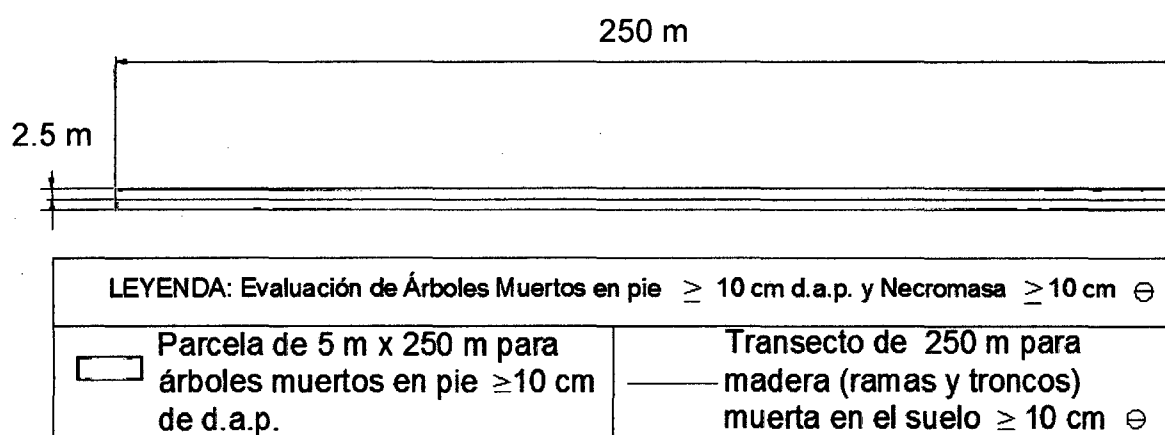 250 m
2.5 m
LEYENDA: Evaluación de Árboles Muertos en pie ≥ 10 cm d.a.p. y Necromasa ≥ 10 cm ⊖
Parcela de 5 m x 250 m para
árboles muertos en pie ≥10 cm
de d.a.p.
Transecto de 250 m para
madera (ramas y troncos)
muerta en el suelo ≥ 10 cm ⊖